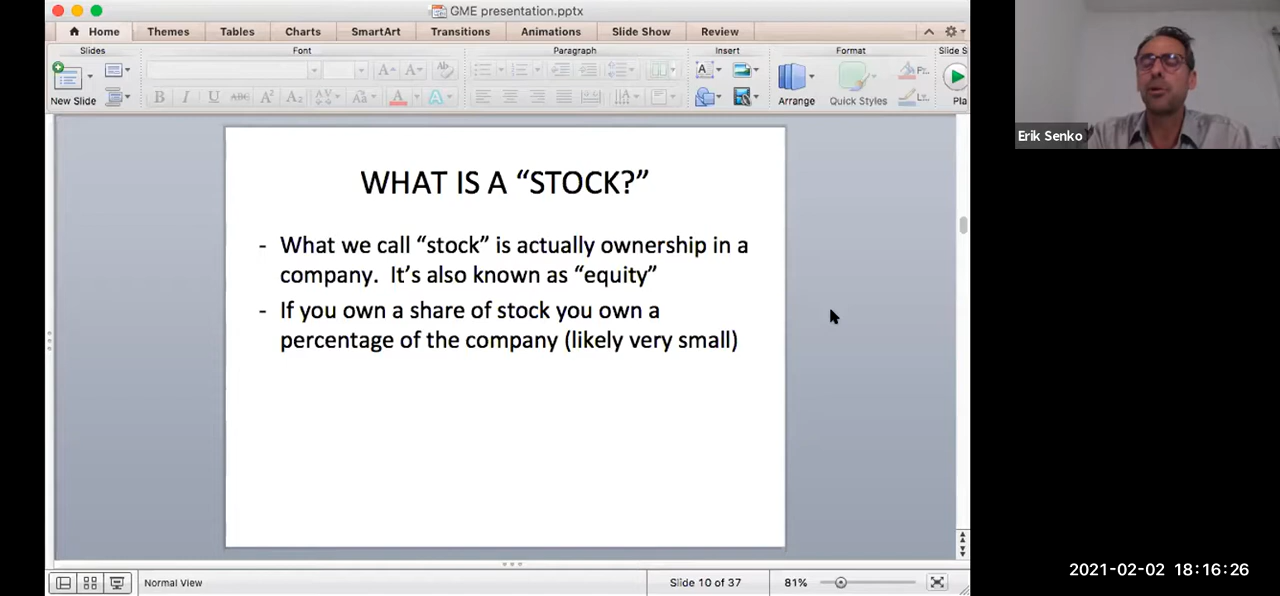 GME presentation.pptx
Home Themes Tables Charts SmartArt Transitions Animations Slide Show Review
Slides Font Paragraph Insert Format Slide S
New Slide Arrange Quick Styles Pla
WHAT IS A “STOCK?”
- What we call “stock” is actually ownership in a
company. It’s also known as “equity”
- If you own a share of stock you own a
percentage of the company (likely very small)
Normal View Slide 10 of 37 81%
Erik Senko
2021-02-02 18:16:26